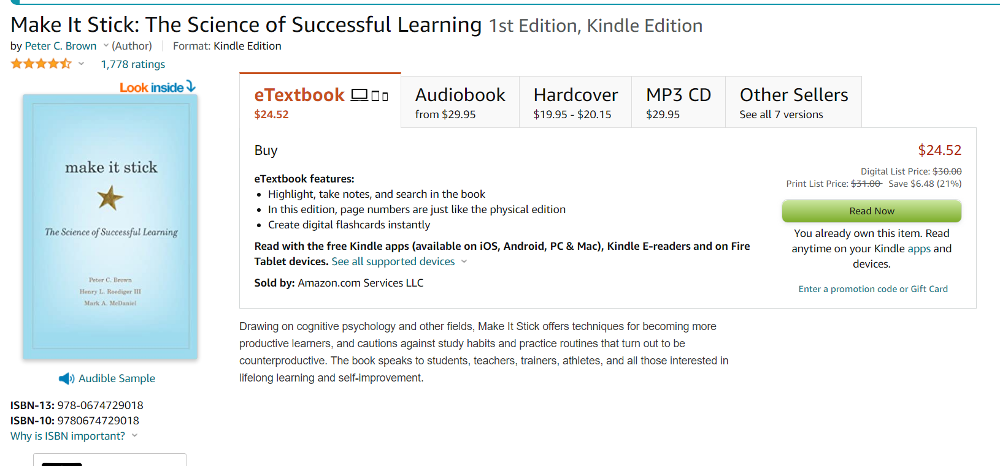 Make It Stick: The Science of Successful Learning 1st Edition, Kindle Edition
by Peter C. Brown (Author) Format: Kindle Edition
1,778 ratings
Look inside
make it stick
The Science of Successful Learning
Peter C. Brown
Henry L. Roediger III
Mark A. McDaniel
Audible Sample
ISBN-13: 978-0674729018
ISBN-10: 9780674729018
Why is ISBN important?
eTextbook
$24.52
Audiobook
from $29.95
Hardcover
$19.95 - $20.15
MP3 CD
$29.95
Other Sellers
See all 7 versions
Buy
eTextbook features:
• Highlight, take notes, and search in the book
• In this edition, page numbers are just like the physical edition
• Create digital flashcards instantly
Read with the free Kindle apps (available on iOS, Android, PC & Mac), Kindle E-readers and on Fire
Tablet devices. See all supported devices
Sold by: Amazon.com Services LLC
$24.52
Digital List Price: $30.00
Print List Price: $31.00 Save $6.48 (21%)
Read Now
You already own this item. Read
anytime on your Kindle apps and
devices.
Enter a promotion code or Gift Card
Drawing on cognitive psychology and other fields, Make It Stick offers techniques for becoming more
productive learners, and cautions against study habits and practice routines that turn out to be
counterproductive. The book speaks to students, teachers, trainers, athletes, and all those interested in
lifelong learning and self-improvement.